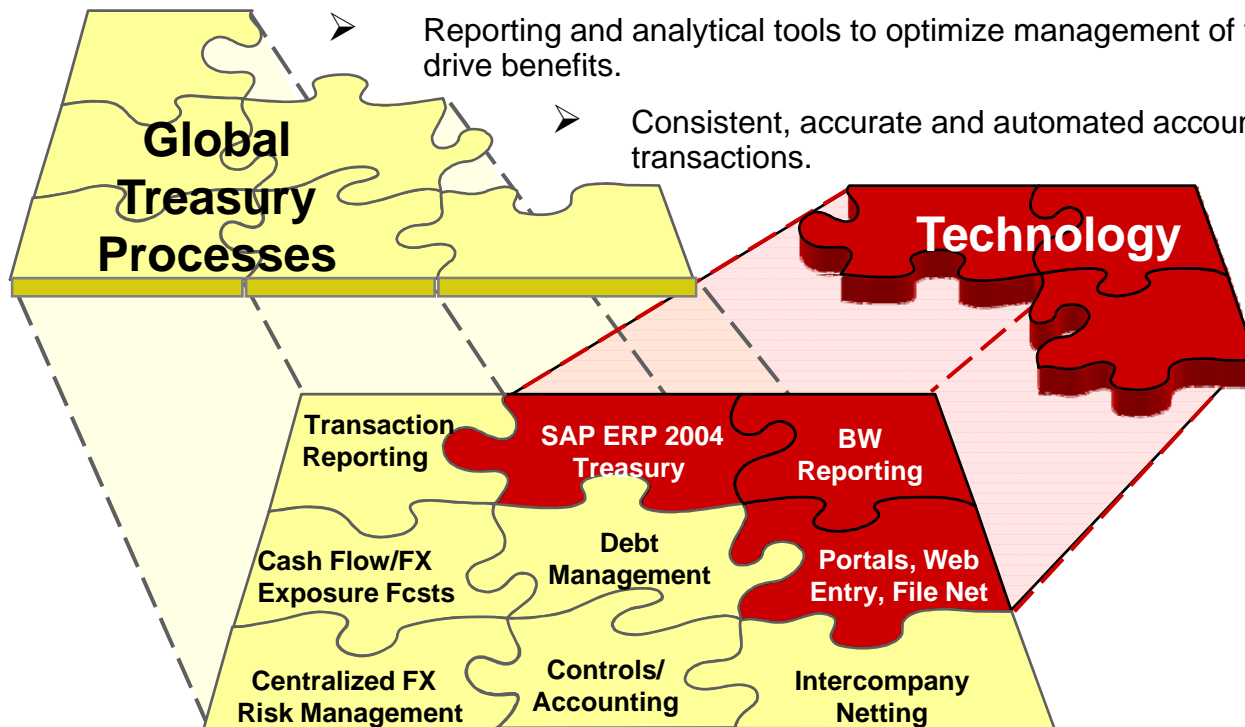 ➢ Reporting and analytical tools to optimize management of
drive benefits.
➢ Consistent, accurate and automated
transactions.
Global
Treasury
Processes
Technology
Transaction
Reporting
SAP ERP 2004
Treasury
BW
Reporting
Cash Flow/FX
Exposure Fcsts
Debt
Management
Portals, Web
Entry, File Net
Centralized FX
Risk Management
Controls/
Accounting
Intercompany
Netting